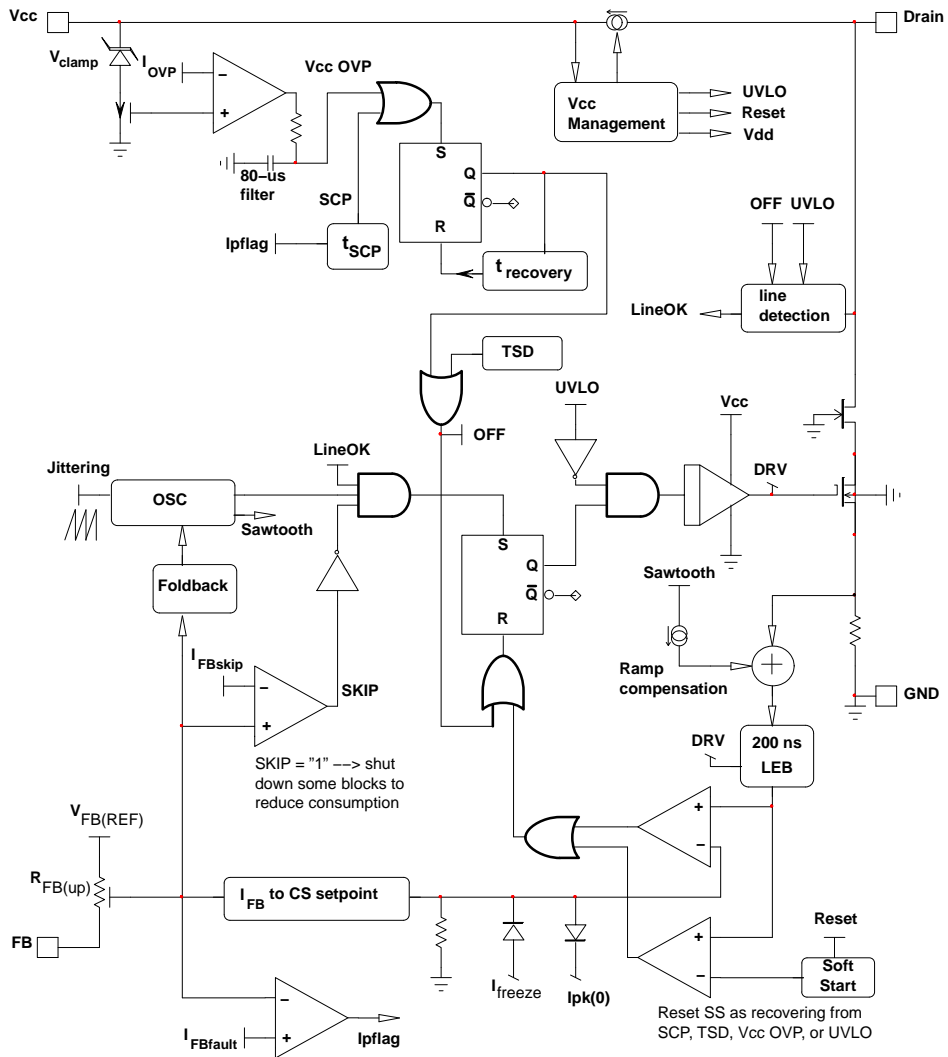 Vcc
Drain
Vclamp
IOVP
Vcc OVP
Vcc
Management
UVLO
Reset
Vdd
80−us
filter
SCP
Ipflag
tSCP
S
Q
Q
R
trecovery
OFF UVLO
LineOK
line
detection
TSD
UVLO
Vcc
OFF
LineOK
DRV
Jittering
OSC
Sawtooth
Foldback
S
Q
Q
R
Sawtooth
Ramp
compensation
IFBskip
SKIP
GND
SKIP = "1" −−> shut
down some blocks to
reduce consumption
DRV
200 ns
LEB
VFB(REF)
RFB(up)
FB
IFB to CS setpoint
Ifreeze
Ipk(0)
Reset
Soft
Start
Reset SS as recovering from
SCP, TSD, Vcc OVP, or UVLO
IFBfault
Ipflag